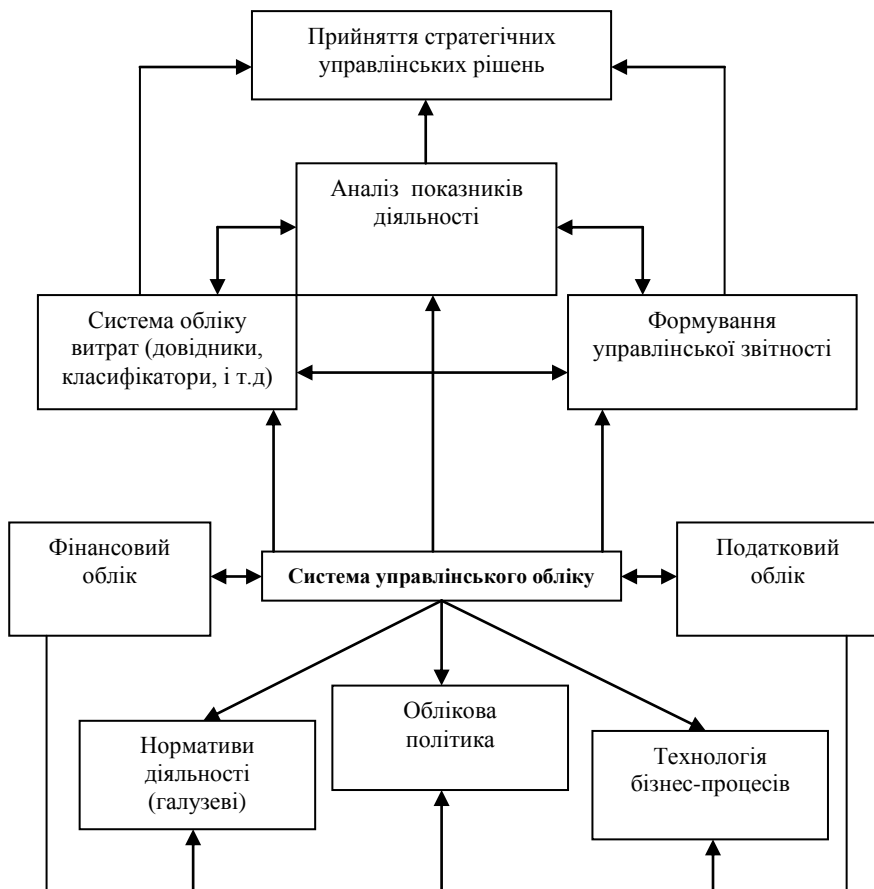 Прийняття стратегічних
управлінських рішень
Аналіз показників
діяльності
Система обліку
витрат (довідники,
класифікатори, і т.д)
Формування
управлінської звітності
Фінансовий
облік
Система управлінського обліку
Податковий
облік
Нормативи
діяльності
(галузеві)
Облікова
політика
Технологія
бізнес-процесів